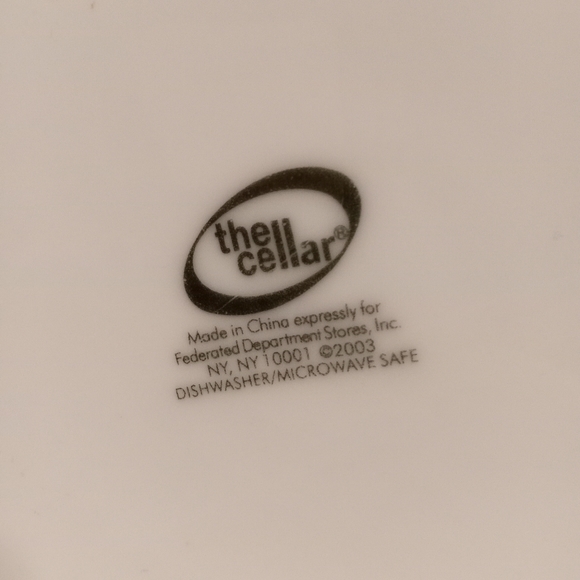 the
cellar®
Made in China expressly for
Federated Department Stores, Inc.
NY, NY 10001 ©2003
DISHWASHER/MICROWAVE SAFE